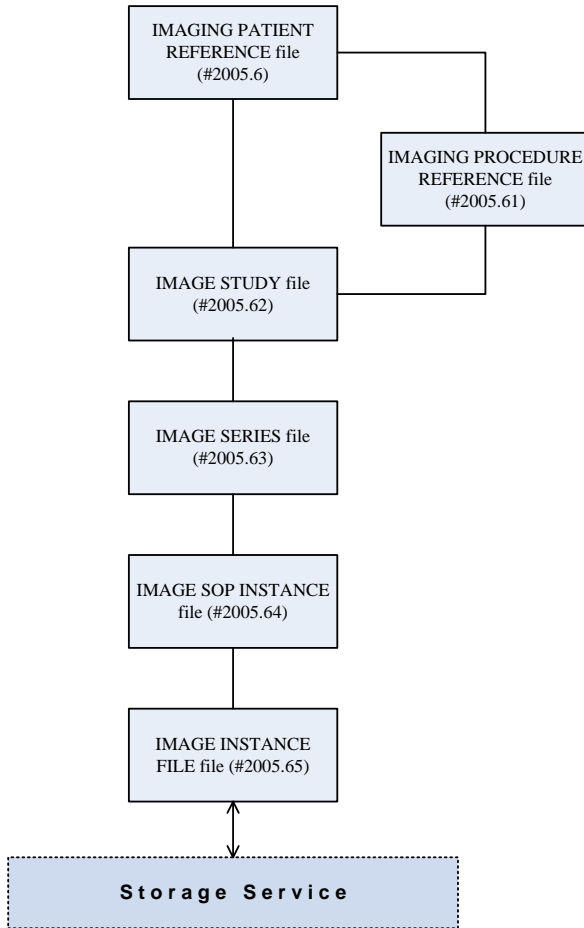 IMAGING PATIENT
REFERENCE file
(#2005.6)
IMAGING PROCEDURE
REFERENCE file
(#2005.61)
IMAGE STUDY file
(#2005.62)
IMAGE SERIES file
(#2005.63)
IMAGE SOP INSTANCE
file (#2005.64)
IMAGE INSTANCE
FILE file (#2005.65)
Storage Service